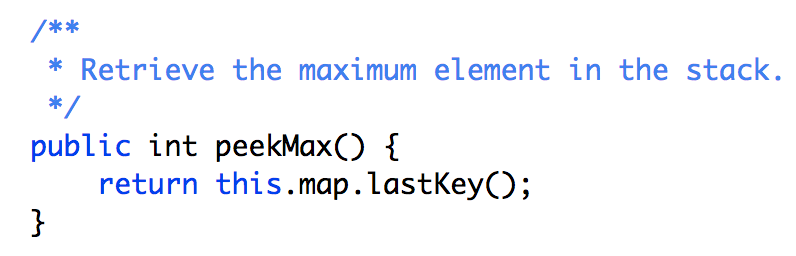 /**
 * Retrieve the maximum element in the stack.
 */
public int peekMax() {
    return this.map.lastKey();
}